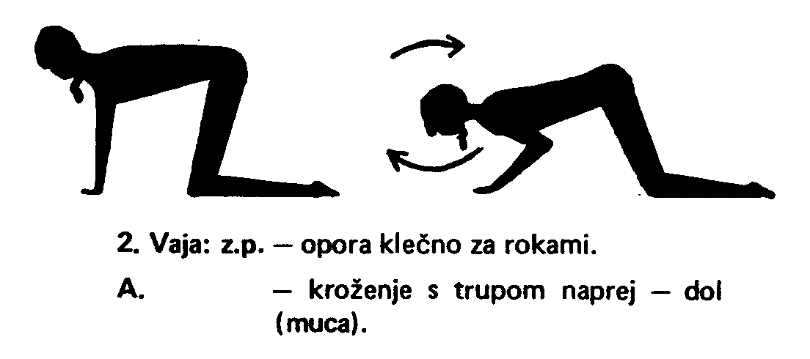 2. Vaja: z.p. – opora klečno za rokami.
A. – kroženje s trupom naprej – dol
(muca).